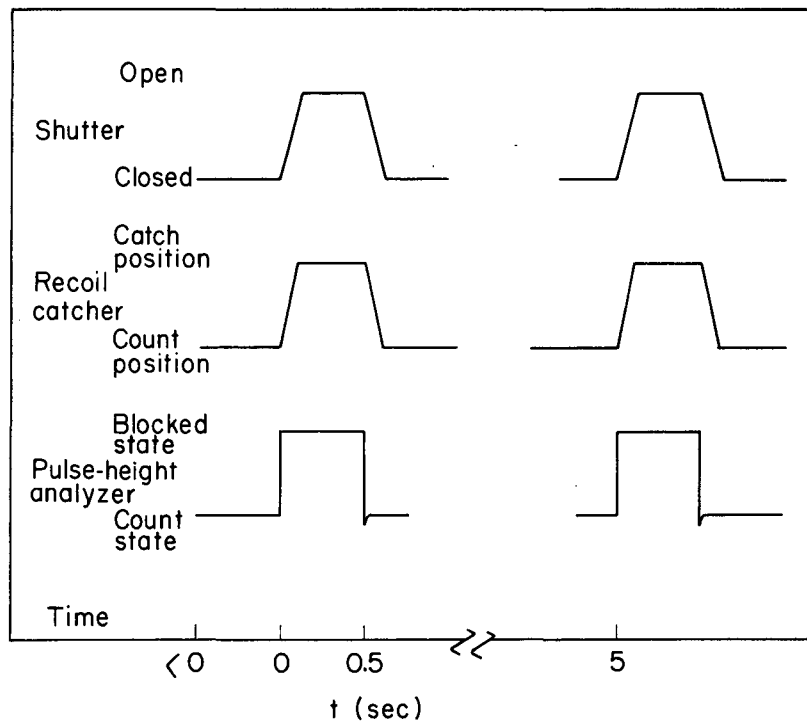 Open
Shutter
Closed
Catch
position
Recoil
catcher
Count
position
Blocked
state
Pulse-height
analyzer
Count
state
Time
<0 0 0.5 5
t (sec)